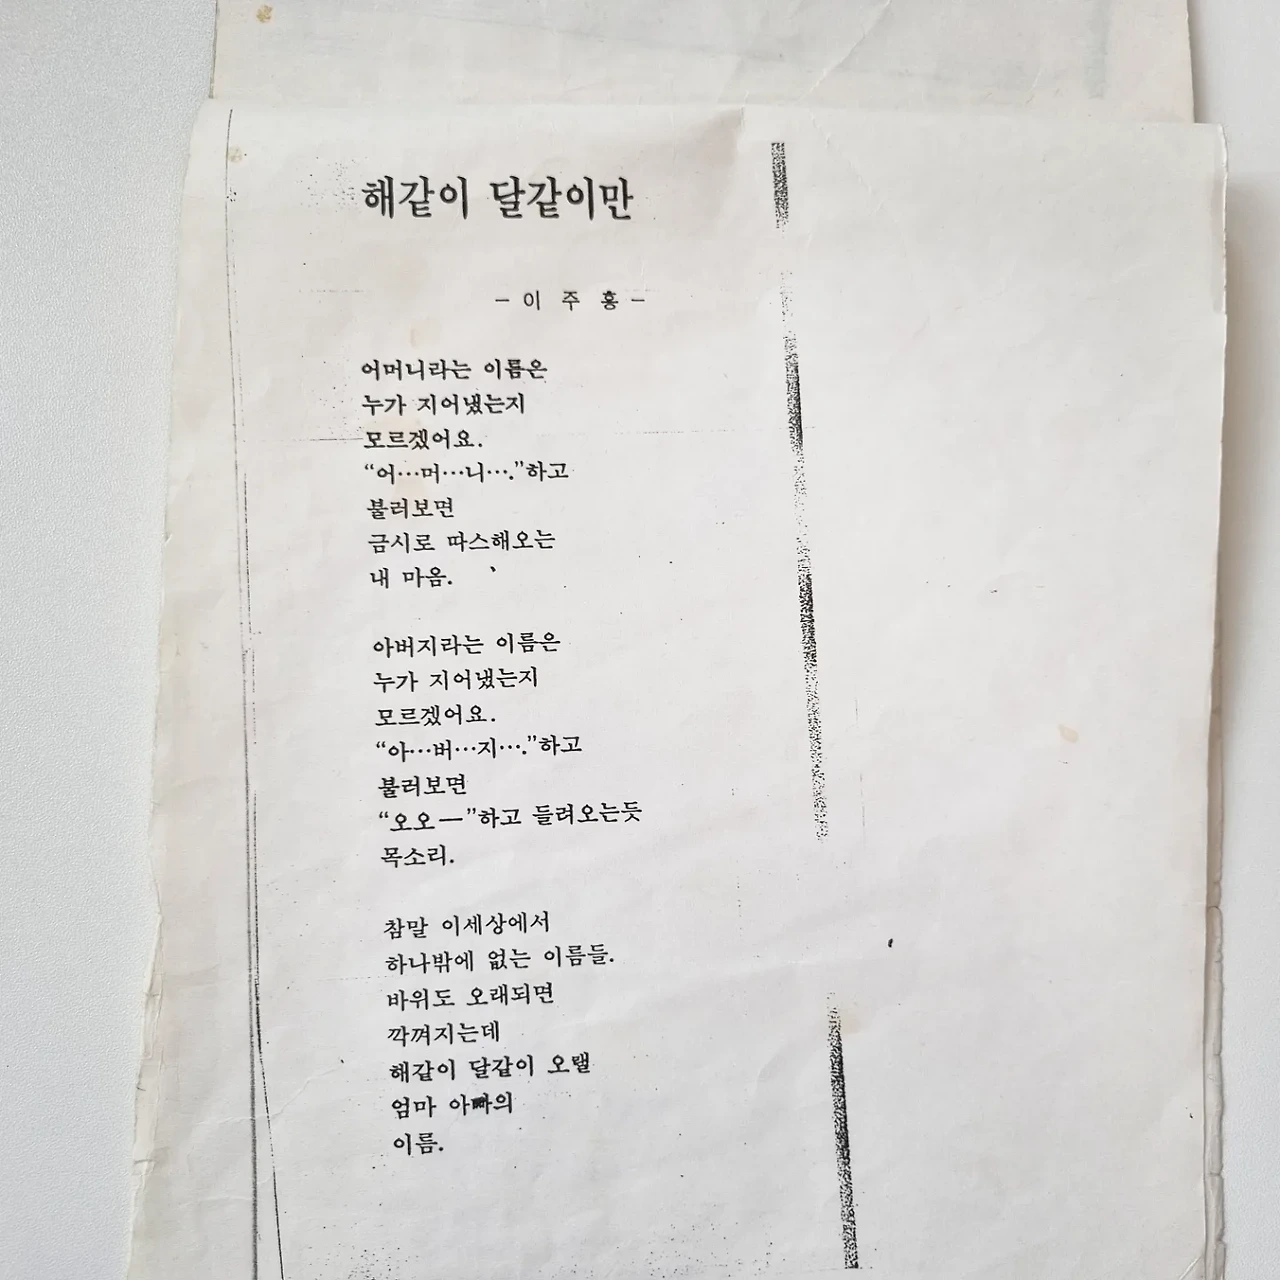 해같이 달같이만
- 이 주 홍 -
어머니라는 이름은
누가 지어냈는지
모르겠어요.
“어…머…니….”하고
불러보면
금시로 따스해오는
내 마음.
아버지라는 이름은
누가 지어냈는지
모르겠어요.
“아…버…지….”하고
불러보면
“오오—”하고 들려오는듯
목소리.
참말 이세상에서
하나밖에 없는 이름들.
바위도 오래되면
깍껴지는데
해같이 달같이 오랠
엄마 아빠의
이름.